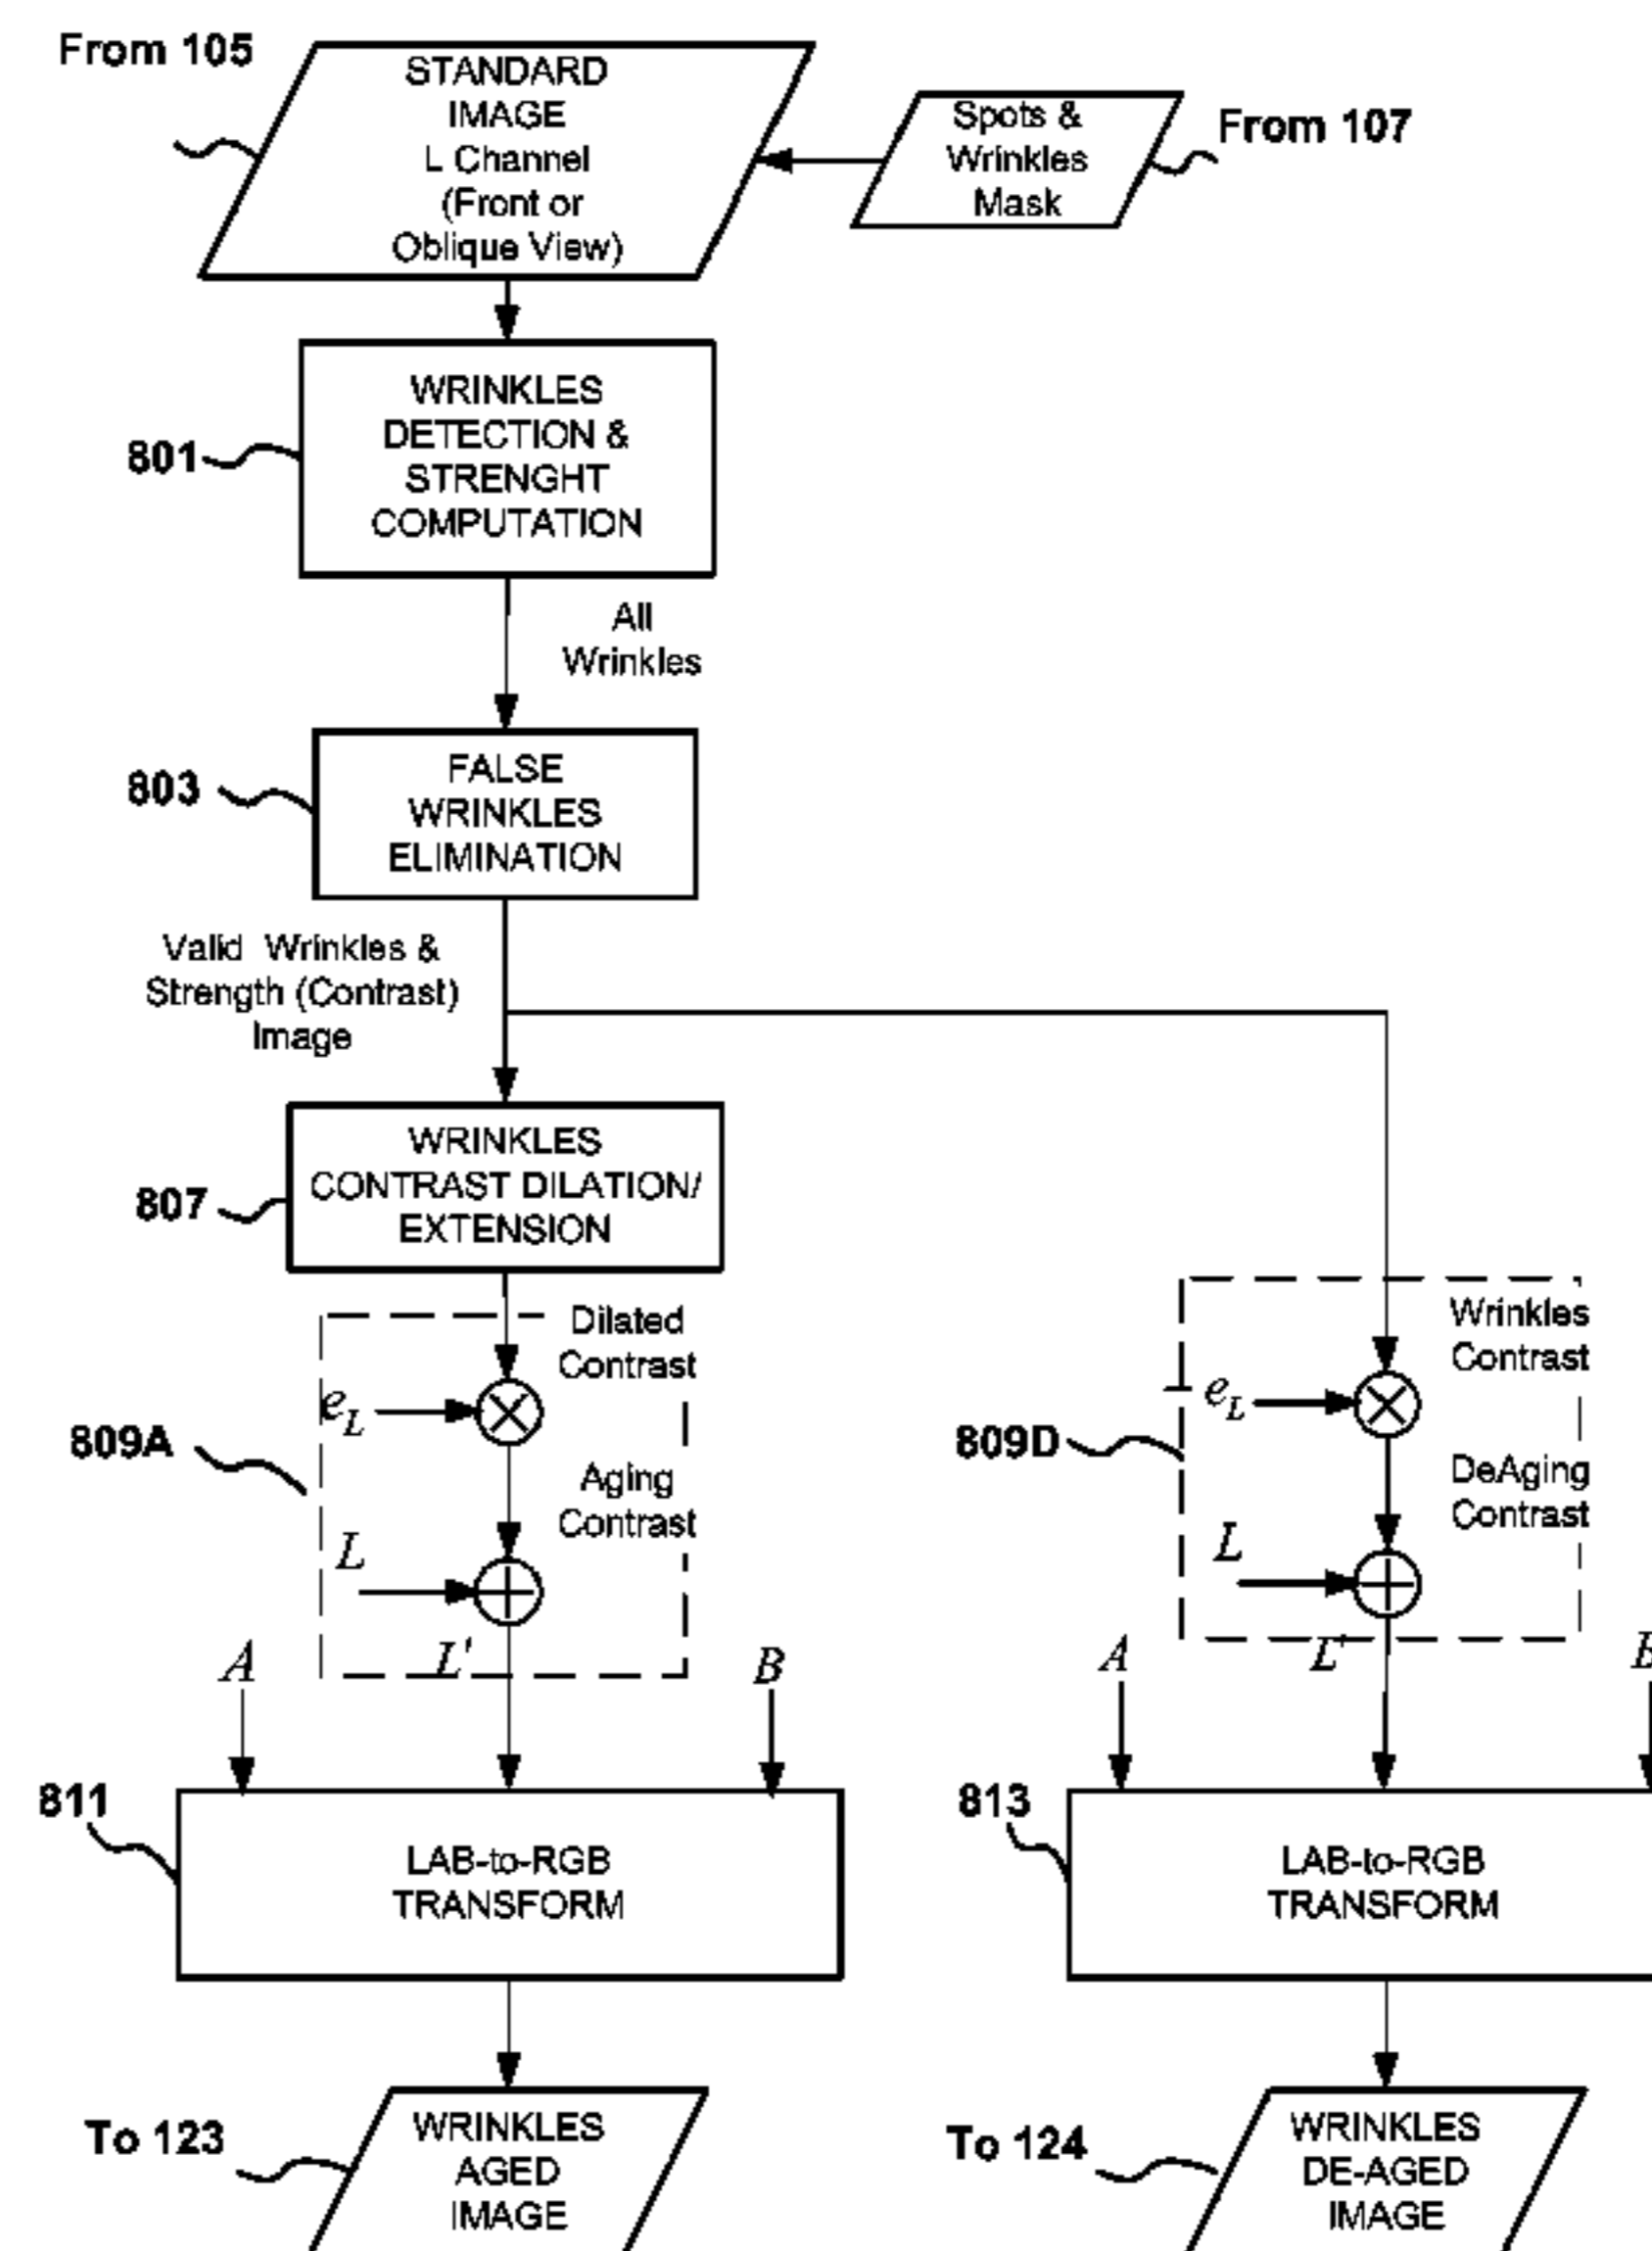 From 105
STANDARD
IMAGE
L Channel
(Front or
Oblique View)
Spots &
Wrinkles
Mask
From 107
801
WRINKLES
DETECTION &
STRENGHT
COMPUTATION
All
Wrinkles
803
FALSE
WRINKLES
ELIMINATION
Valid Wrinkles &
Strength (Contrast)
Image
807
WRINKLES
CONTRAST DILATION/
EXTENSION
Dilated
Contrast
e_L
809A
Aging
Contrast
L
L'
A
B
811
LAB-to-RGB
TRANSFORM
To 123
WRINKLES
AGED
IMAGE
Wrinkles
Contrast
e_L
809D
DeAging
Contrast
L
L'
A
B
813
LAB-to-RGB
TRANSFORM
To 124
WRINKLES
DE-AGED
IMAGE